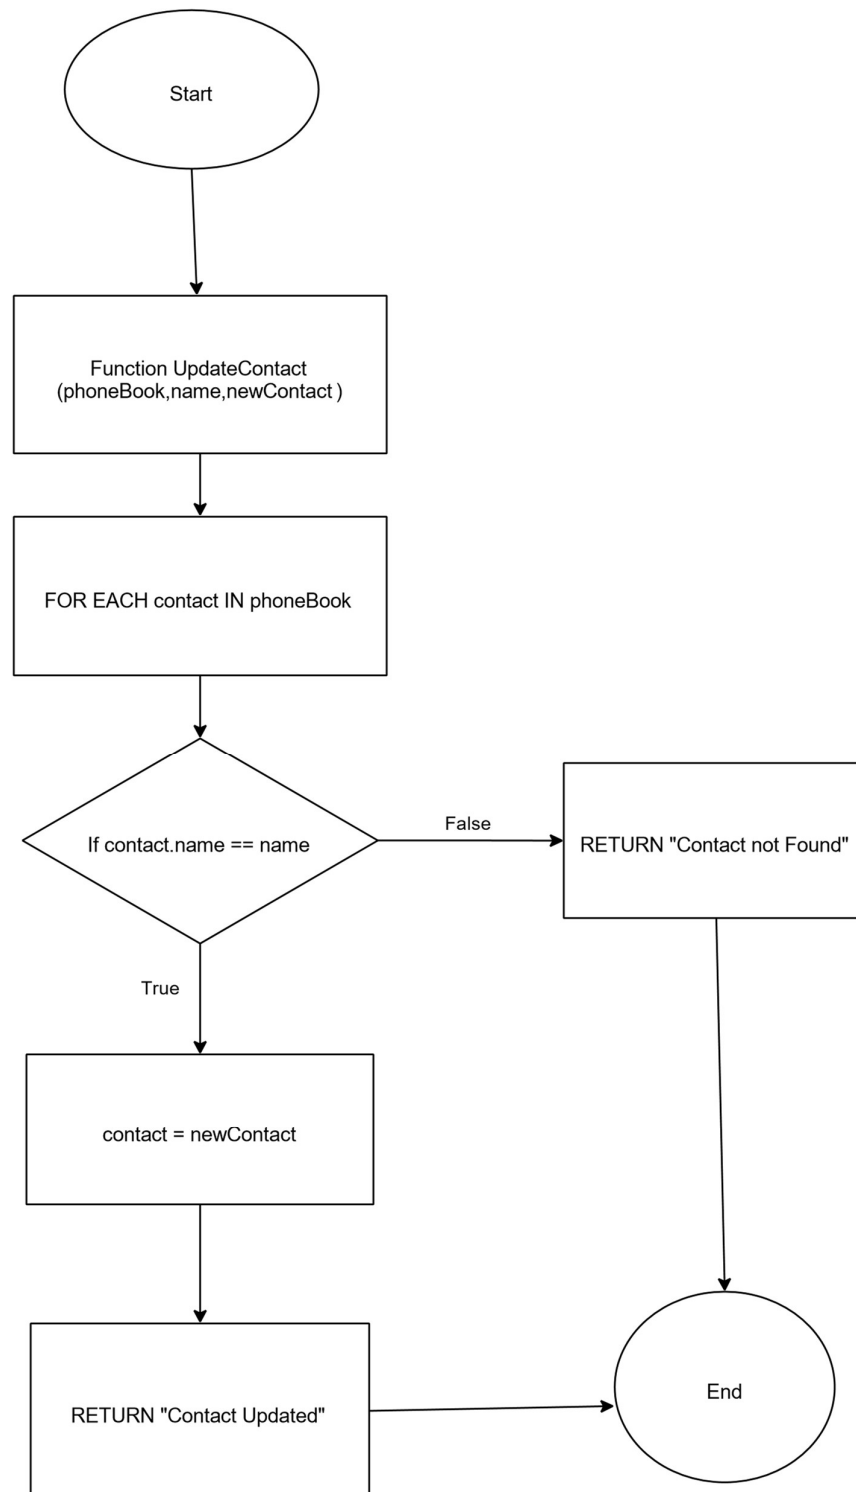 Start
Function UpdateContact
(phoneBook,name,newContact )
FOR EACH contact IN phoneBook
If contact.name == name
False
RETURN "Contact not Found"
True
contact = newContact
RETURN "Contact Updated"
End